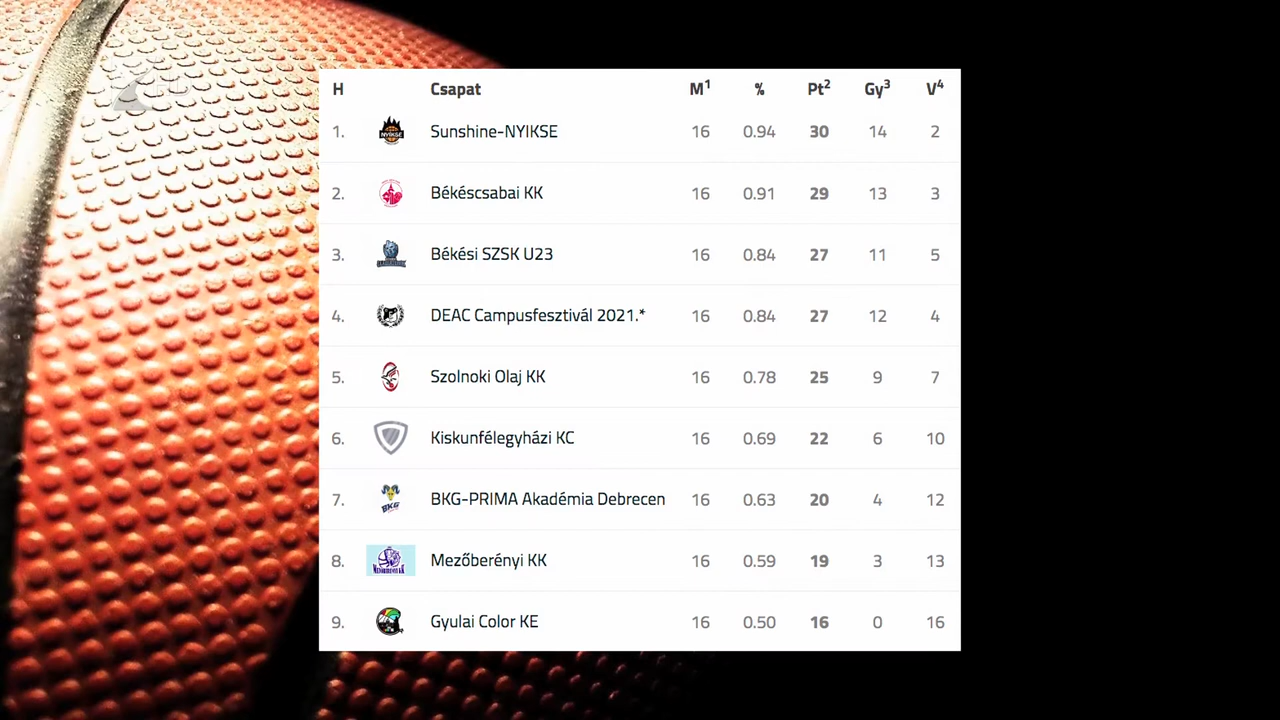 H Csapat M¹ % Pt² Gy³ V⁴
1. NYIKSE Sunshine-NYIKSE 16 0.94 30 14 2
2. Békéscsabai KK 16 0.91 29 13 3
3. Békési SZSK U23 16 0.84 27 11 5
4. DEAC Campusfesztivál 2021.* 16 0.84 27 12 4
5. Szolnoki Olaj KK 16 0.78 25 9 7
6. Kiskunfélegyházi KC 16 0.69 22 6 10
7. BKG BKG-PRIMA Akadémia Debrecen 16 0.63 20 4 12
8. Mezőberényi KK Mezőberényi KK 16 0.59 19 3 13
9. Gyulai Color KE 16 0.50 16 0 16